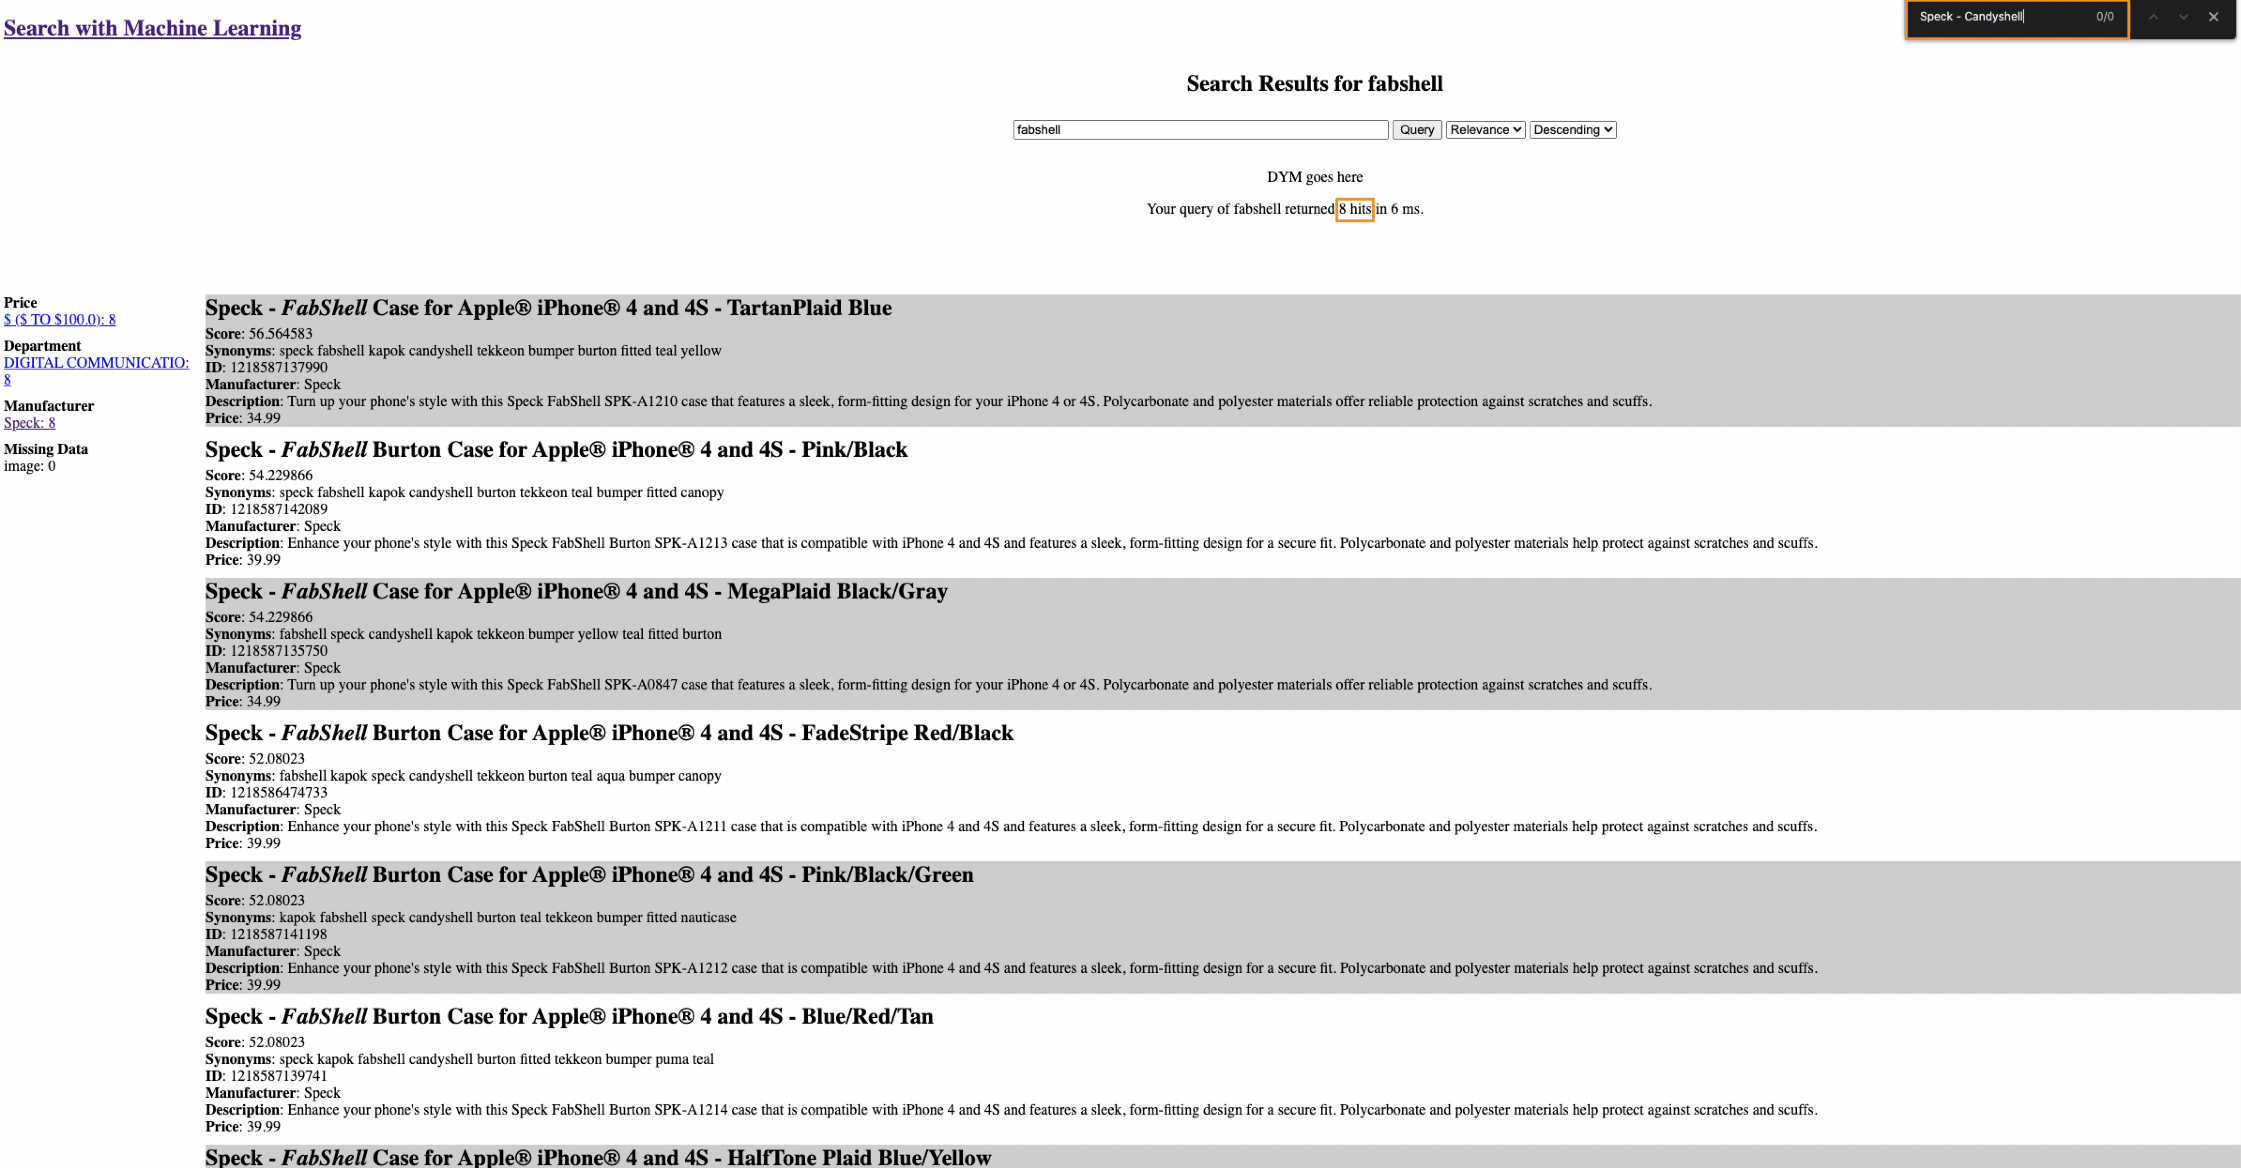 Speck - Candyshell 0/0
Search with Machine Learning
Search Results for fabshell
fabshell Query Relevance Descending
DYM goes here
Your query of fabshell returned 8 hits in 6 ms.
Price
$ ($ TO $100.0): 8
Department
DIGITAL COMMUNICATIO:
8
Manufacturer
Speck: 8
Missing Data
image: 0
Speck - FabShell Case for Apple® iPhone® 4 and 4S - TartanPlaid Blue
Score: 56.564583
Synonyms: speck fabshell kapok candyshell tekkeon bumper burton fitted teal yellow
ID: 1218587137990
Manufacturer: Speck
Description: Turn up your phone's style with this Speck FabShell SPK-A1210 case that features a sleek, form-fitting design for your iPhone 4 or 4S. Polycarbonate and polyester materials offer reliable protection against scratches and scuffs.
Price: 34.99
Speck - FabShell Burton Case for Apple® iPhone® 4 and 4S - Pink/Black
Score: 54.229866
Synonyms: speck fabshell kapok candyshell burton tekkeon teal bumper fitted canopy
ID: 1218587142089
Manufacturer: Speck
Description: Enhance your phone's style with this Speck FabShell Burton SPK-A1213 case that is compatible with iPhone 4 and 4S and features a sleek, form-fitting design for a secure fit. Polycarbonate and polyester materials help protect against scratches and scuffs.
Price: 39.99
Speck - FabShell Case for Apple® iPhone® 4 and 4S - MegaPlaid Black/Gray
Score: 54.229866
Synonyms: fabshell speck candyshell kapok tekkeon bumper yellow teal fitted burton
ID: 1218587135750
Manufacturer: Speck
Description: Turn up your phone's style with this Speck FabShell SPK-A0847 case that features a sleek, form-fitting design for your iPhone 4 or 4S. Polycarbonate and polyester materials offer reliable protection against scratches and scuffs.
Price: 34.99
Speck - FabShell Burton Case for Apple® iPhone® 4 and 4S - FadeStripe Red/Black
Score: 52.08023
Synonyms: fabshell kapok speck candyshell tekkeon burton teal aqua bumper canopy
ID: 1218586474733
Manufacturer: Speck
Description: Enhance your phone's style with this Speck FabShell Burton SPK-A1211 case that is compatible with iPhone 4 and 4S and features a sleek, form-fitting design for a secure fit. Polycarbonate and polyester materials help protect against scratches and scuffs.
Price: 39.99
Speck - FabShell Burton Case for Apple® iPhone® 4 and 4S - Pink/Black/Green
Score: 52.08023
Synonyms: kapok fabshell speck candyshell burton teal tekkeon bumper fitted nauticase
ID: 1218587141198
Manufacturer: Speck
Description: Enhance your phone's style with this Speck FabShell Burton SPK-A1212 case that is compatible with iPhone 4 and 4S and features a sleek, form-fitting design for a secure fit. Polycarbonate and polyester materials help protect against scratches and scuffs.
Price: 39.99
Speck - FabShell Burton Case for Apple® iPhone® 4 and 4S - Blue/Red/Tan
Score: 52.08023
Synonyms: speck kapok fabshell candyshell burton fitted tekkeon bumper puma teal
ID: 1218587139741
Manufacturer: Speck
Description: Enhance your phone's style with this Speck FabShell Burton SPK-A1214 case that is compatible with iPhone 4 and 4S and features a sleek, form-fitting design for a secure fit. Polycarbonate and polyester materials help protect against scratches and scuffs.
Price: 39.99
Speck - FabShell Case for Apple® iPhone® 4 and 4S - HalfTone Plaid Blue/Yellow